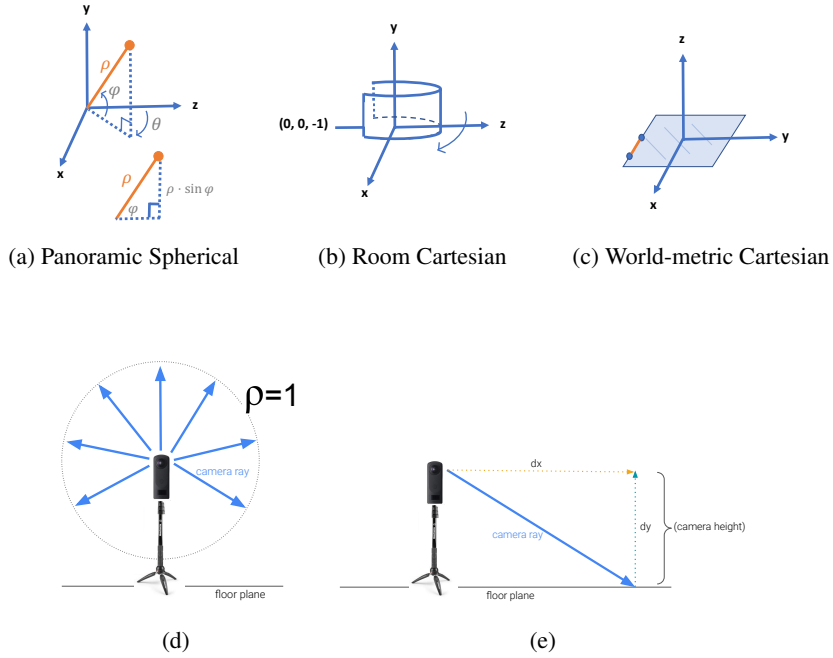 y
ρ
φ
z
θ
x
ρ
ρ · sin φ
φ
(a) Panoramic Spherical
y
(0, 0, -1)
z
x
(b) Room Cartesian
z
y
x
(c) World-metric Cartesian
ρ=1
camera ray
floor plane
(d)
dx
dy
(camera height)
camera ray
floor plane
(e)